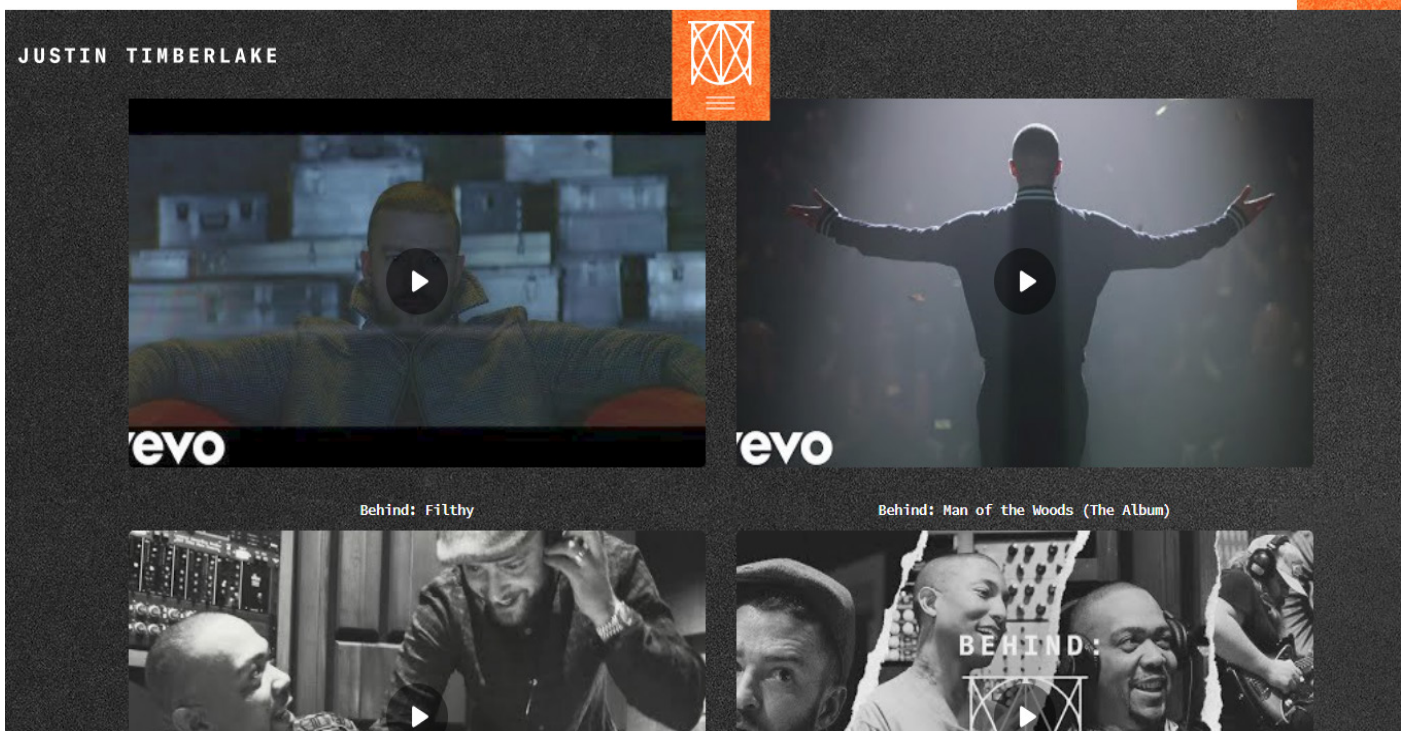 JUSTIN TIMBERLAKE
vevo
vevo
Behind: Filthy
Behind: Man of the Woods (The Album)
BEHIND: